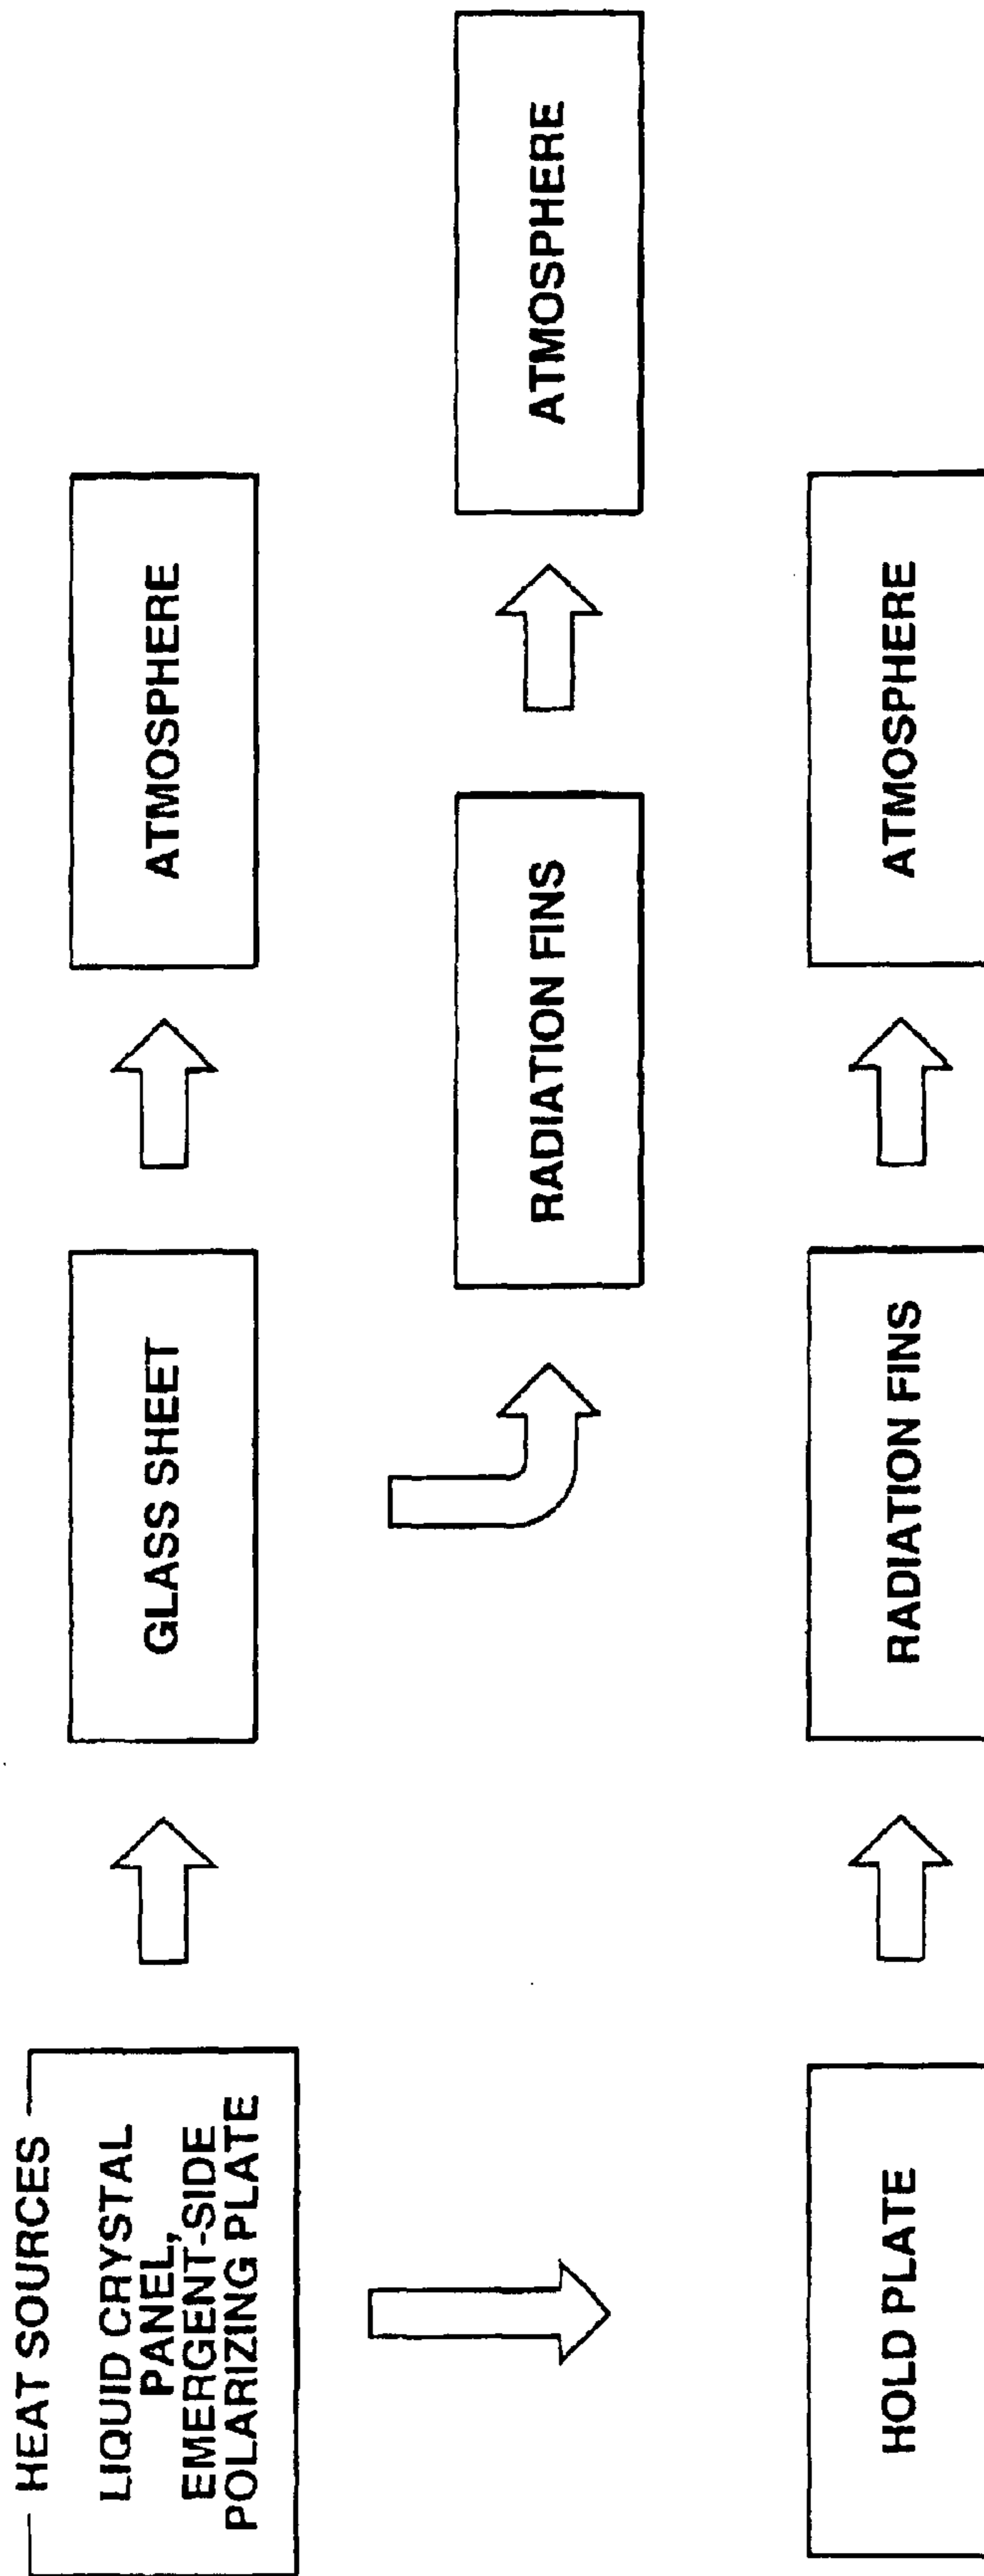 HEAT SOURCES
LIQUID CRYSTAL
PANEL,
EMERGENT-SIDE
POLARIZING PLATE
GLASS SHEET
ATMOSPHERE
RADIATION FINS
ATMOSPHERE
HOLD PLATE
RADIATION FINS
ATMOSPHERE